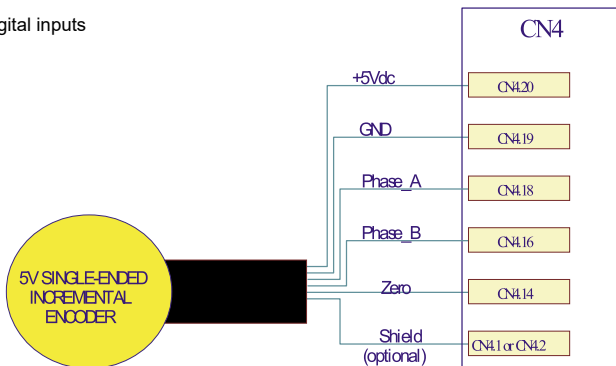 gital inputs
CN4
+5Vdc
CN4.20
GND
CN4.19
Phase_A
CN4.18
Phase_B
CN4.16
5V SINGLE-ENDED
INCREMENTAL
ENCODER
Zero
CN4.14
Shield
(optional)
CN4.1 or CN4.2